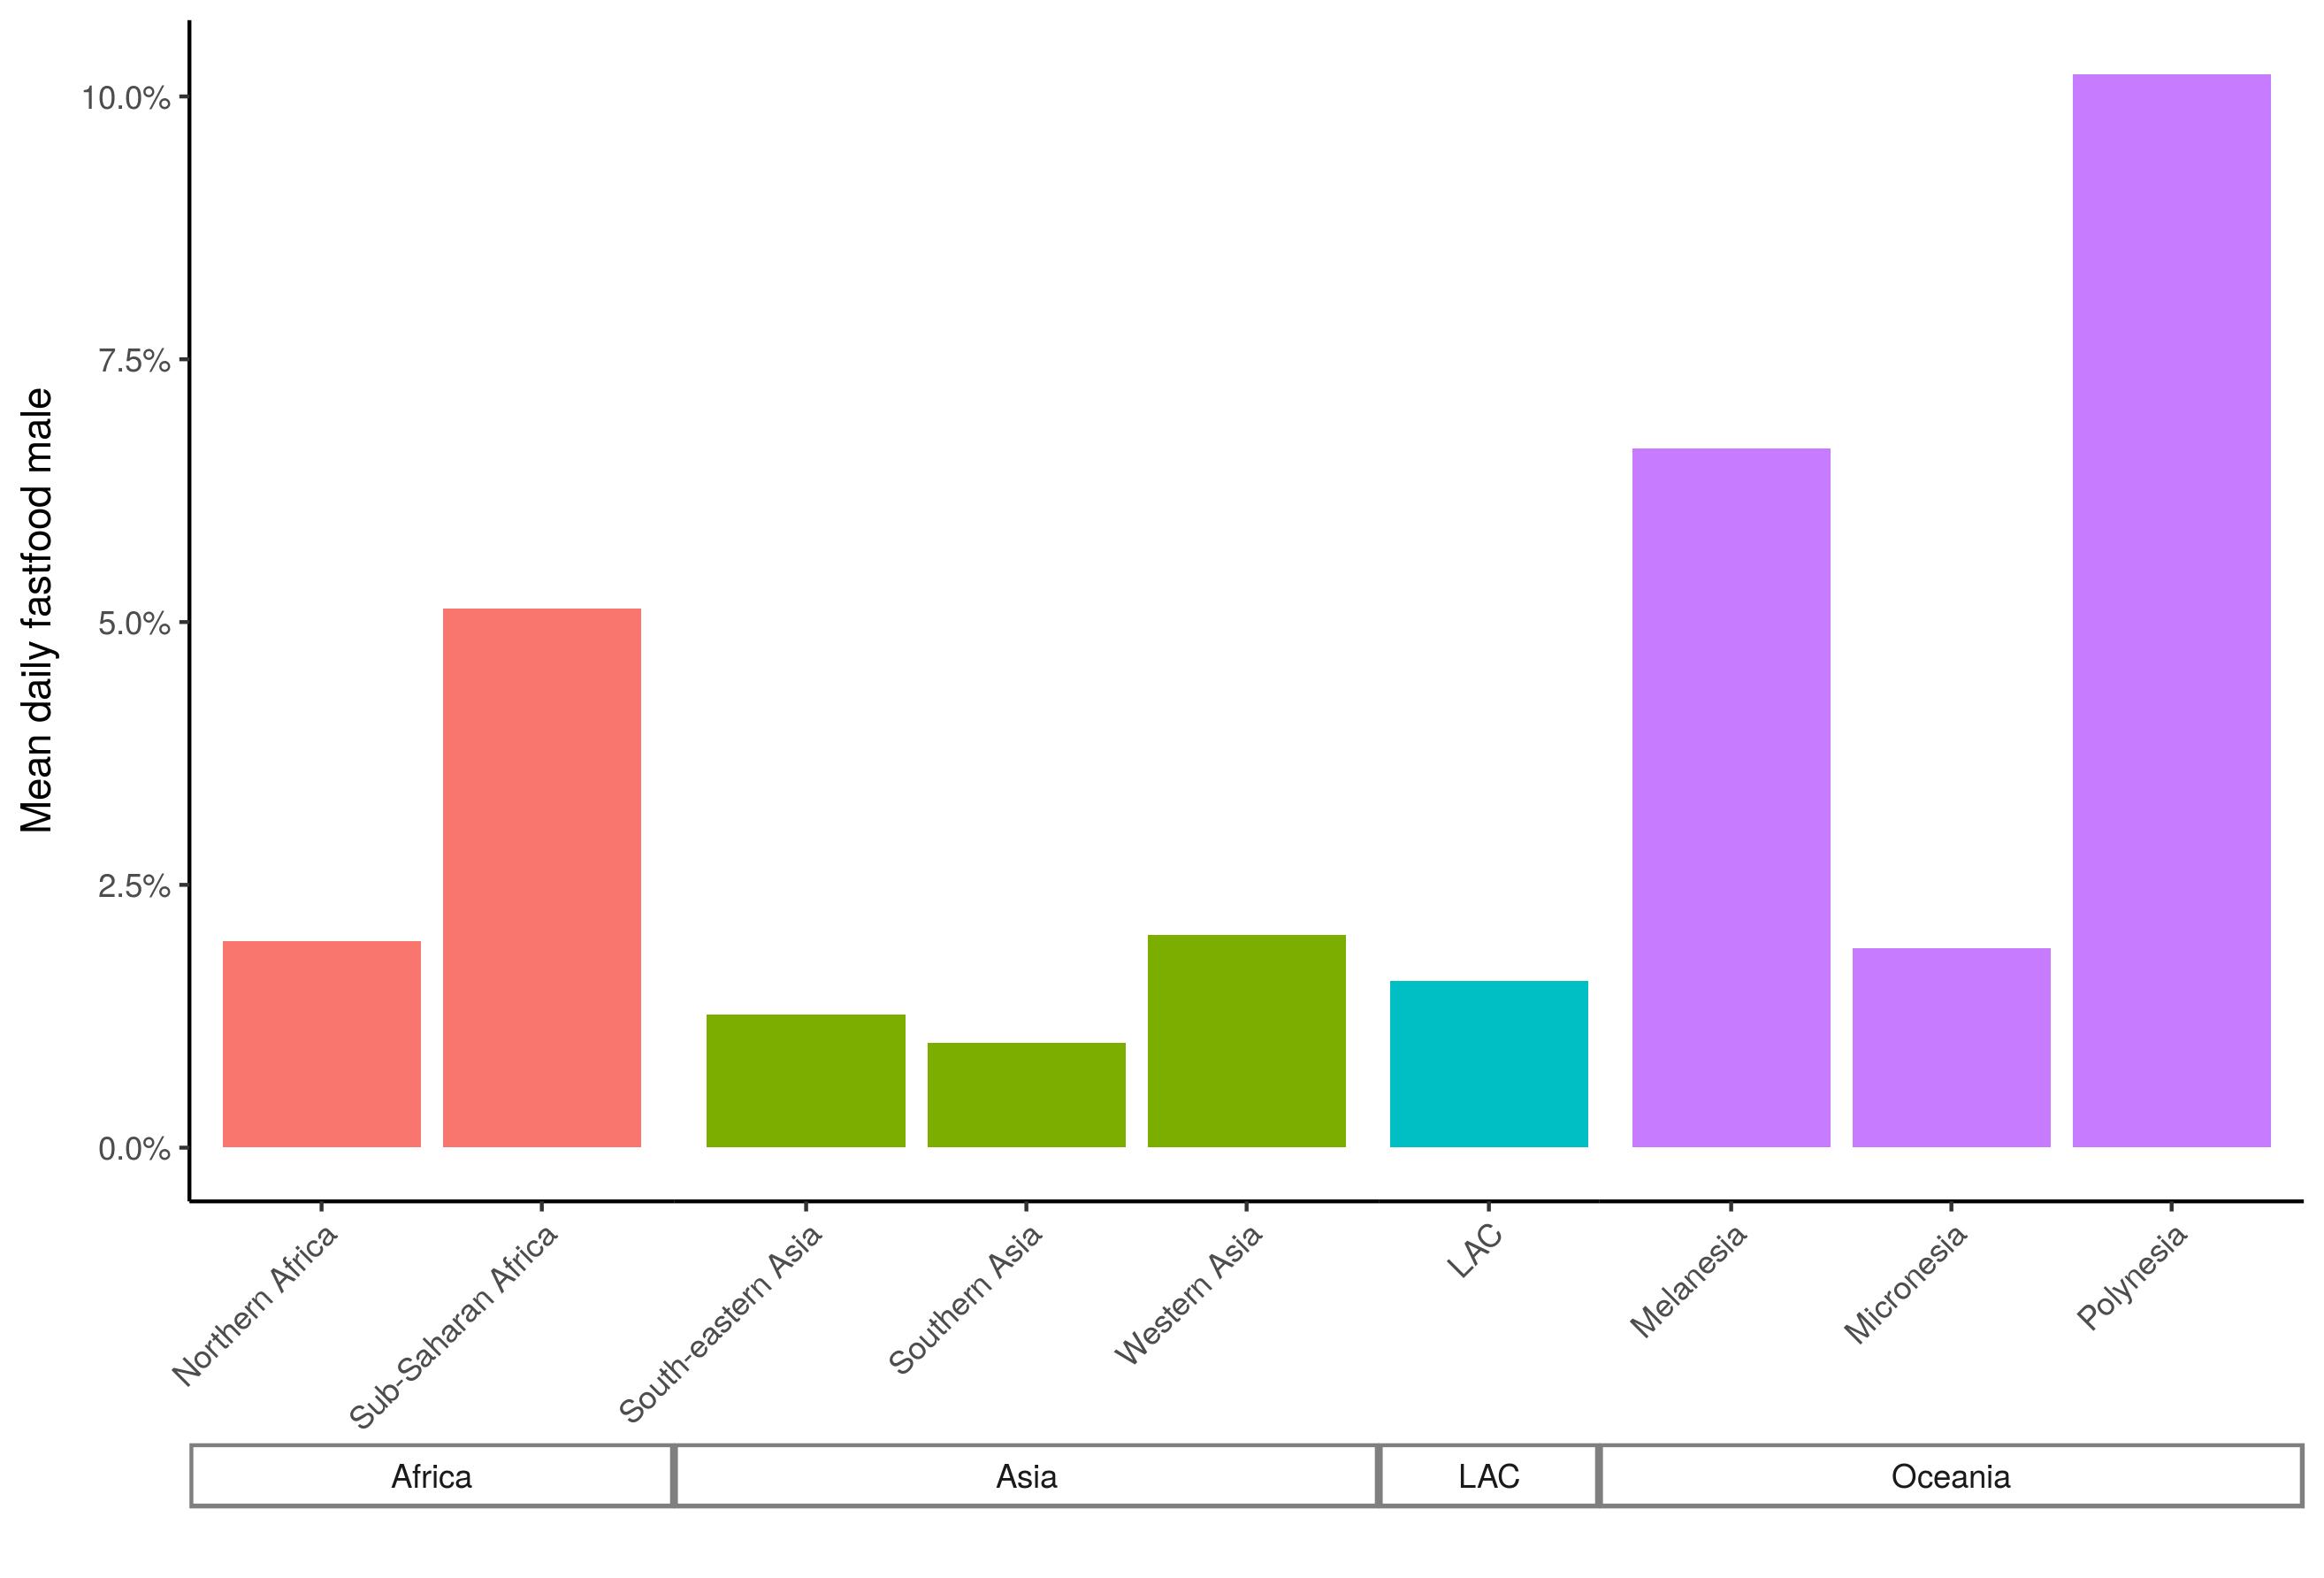 Mean daily fastfood male
10.0%
7.5%
5.0%
2.5%
0.0%
Northern Africa
Sub-Saharan Africa
South-eastern Asia
Southern Asia
Western Asia
LAC
Melanesia
Micronesia
Polynesia
Africa
Asia
LAC
Oceania